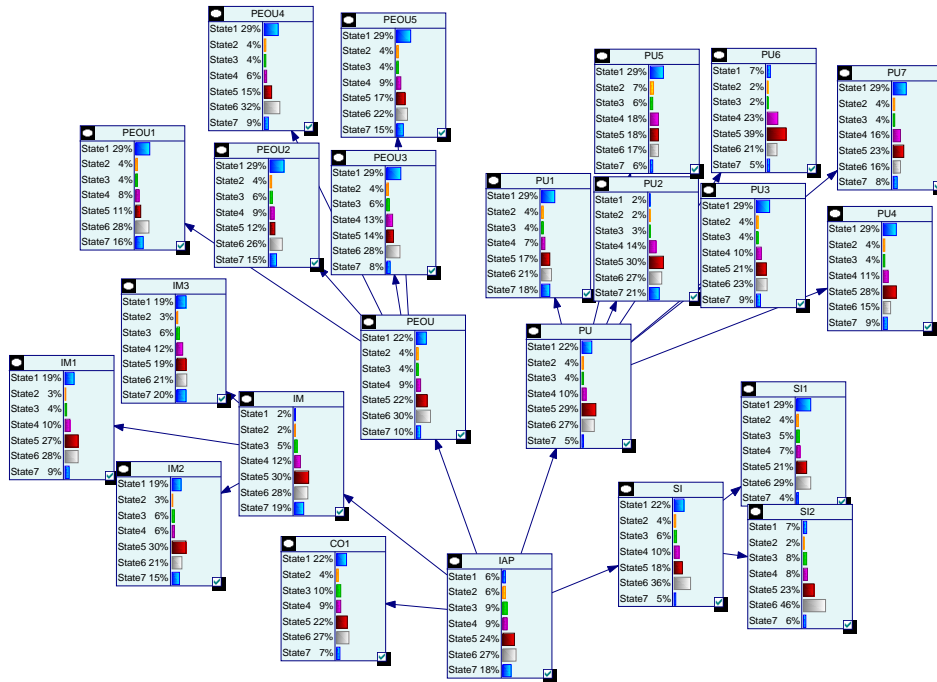 PEOU4
State1 29%
State2 4%
State3 4%
State4 6%
State5 15%
State6 32%
State7 9%
PEOU5
State1 29%
State2 4%
State3 4%
State4 9%
State5 17%
State6 22%
State7 15%
PU5
State1 29%
State2 7%
State3 6%
State4 18%
State5 18%
State6 17%
State7 6%
PU6
State1 7%
State2 2%
State3 2%
State4 23%
State5 39%
State6 21%
State7 5%
PU7
State1 29%
State2 4%
State3 4%
State4 16%
State5 23%
State6 16%
State7 8%
PEOU1
State1 29%
State2 4%
State3 4%
State4 8%
State5 11%
State6 28%
State7 16%
PEOU2
State1 29%
State2 4%
State3 6%
State4 9%
State5 12%
State6 26%
State7 15%
PEOU3
State1 29%
State2 4%
State3 6%
State4 13%
State5 14%
State6 28%
State7 8%
PU1
State1 29%
State2 4%
State3 4%
State4 7%
State5 17%
State6 21%
State7 18%
PU2
State1 2%
State2 2%
State3 3%
State4 14%
State5 30%
State6 27%
State7 21%
PU3
State1 29%
State2 4%
State3 4%
State4 10%
State5 21%
State6 23%
State7 9%
PU4
State1 29%
State2 4%
State3 4%
State4 11%
State5 28%
State6 15%
State7 9%
IM3
State1 19%
State2 3%
State3 6%
State4 12%
State5 19%
State6 21%
State7 20%
PEOU
State1 22%
State2 4%
State3 4%
State4 9%
State5 22%
State6 30%
State7 10%
PU
State1 22%
State2 4%
State3 4%
State4 10%
State5 29%
State6 27%
State7 5%
IM1
State1 19%
State2 3%
State3 4%
State4 10%
State5 27%
State6 28%
State7 9%
IM
State1 2%
State2 2%
State3 5%
State4 12%
State5 30%
State6 28%
State7 19%
SI1
State1 29%
State2 4%
State3 5%
State4 7%
State5 21%
State6 29%
State7 4%
IM2
State1 19%
State2 3%
State3 6%
State4 6%
State5 30%
State6 21%
State7 15%
SI
State1 22%
State2 4%
State3 6%
State4 10%
State5 18%
State6 36%
State7 5%
SI2
State1 7%
State2 2%
State3 8%
State4 8%
State5 23%
State6 46%
State7 6%
CO1
State1 22%
State2 4%
State3 10%
State4 9%
State5 22%
State6 27%
State7 7%
IAP
State1 6%
State2 6%
State3 9%
State4 9%
State5 24%
State6 27%
State7 18%